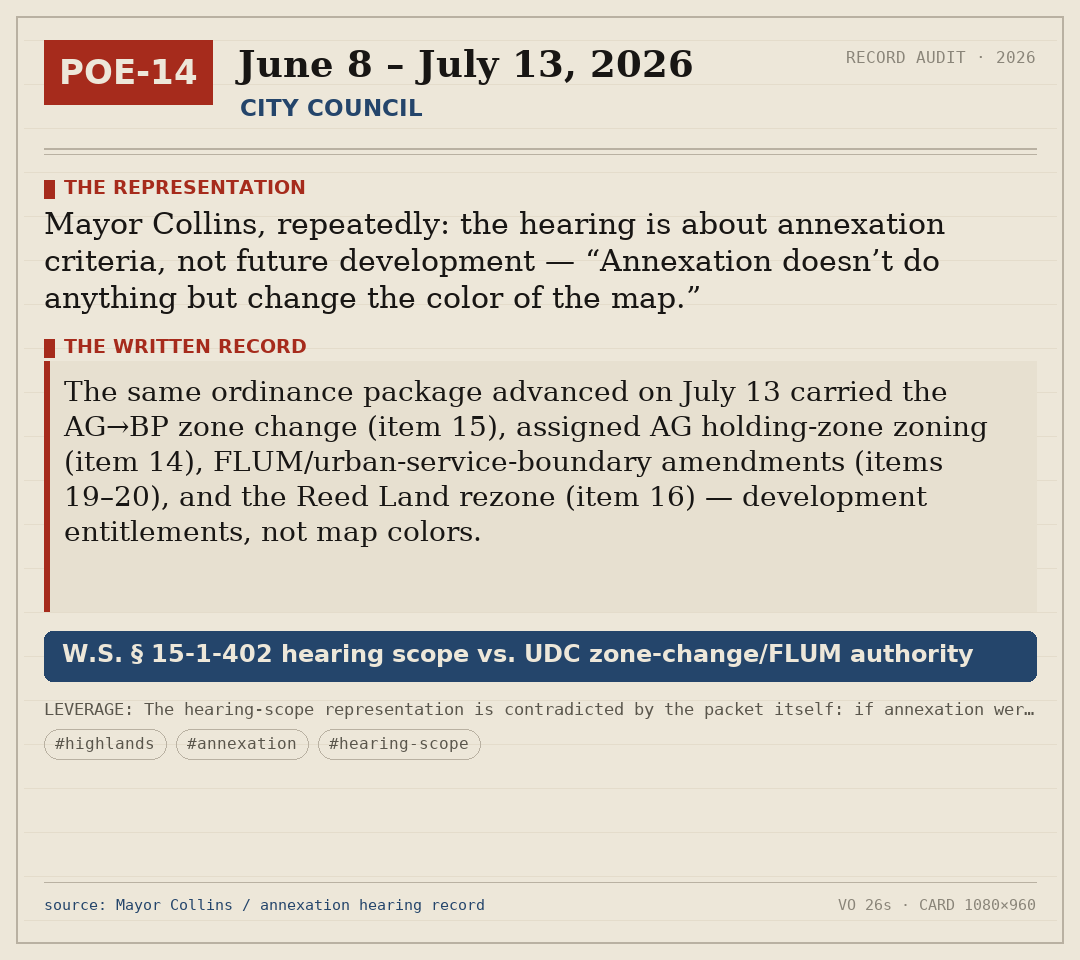 POE-14
June 8 – July 13, 2026
RECORD AUDIT · 2026
CITY COUNCIL
THE REPRESENTATION
Mayor Collins, repeatedly: the hearing is about annexation
criteria, not future development — “Annexation doesn’t do
anything but change the color of the map.”
THE WRITTEN RECORD
The same ordinance package advanced on July 13 carried the
AG→BP zone change (item 15), assigned AG holding-zone zoning
(item 14), FLUM/urban-service-boundary amendments (items
19–20), and the Reed Land rezone (item 16) — development
entitlements, not map colors.
W.S. § 15-1-402 hearing scope vs. UDC zone-change/FLUM authority
LEVERAGE: The hearing-scope representation is contradicted by the packet itself: if annexation wer…
#highlands #annexation #hearing-scope
source: Mayor Collins / annexation hearing record
VO 26s · CARD 1080×960